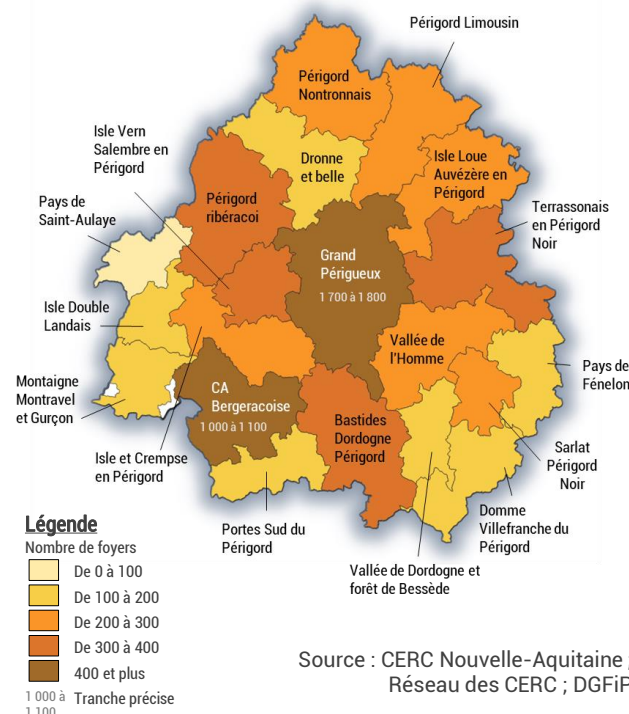 Périgord Limousin
Périgord
Nontronnais
Isle Vern
Salembre en
Périgord
Dronne
et belle
Isle Loue
Auvézère en
Périgord
Pays de
Saint-Aulaye
Périgord
ribéracoi
Terrassonais
en Périgord
Noir
Grand
Périgueux
1 700 à 1 800
Isle Double
Landais
Vallée de
l'Homme
Pays de
Fénelon
Montaigne
Montravel
et Gurçon
CA
Bergeracoise
1 000 à 1 100
Bastides
Dordogne
Périgord
Isle et Crempse
en Périgord
Sarlat
Périgord
Noir
Portes Sud du
Périgord
Domme
Villefranche du
Périgord
Vallée de Dordogne et
forêt de Bessède
Légende
Nombre de foyers
De 0 à 100
De 100 à 200
De 200 à 300
De 300 à 400
400 et plus
1 000 à Tranche précise
1 100
Source : CERC Nouvelle-Aquitaine ;
Réseau des CERC ; DGFiP